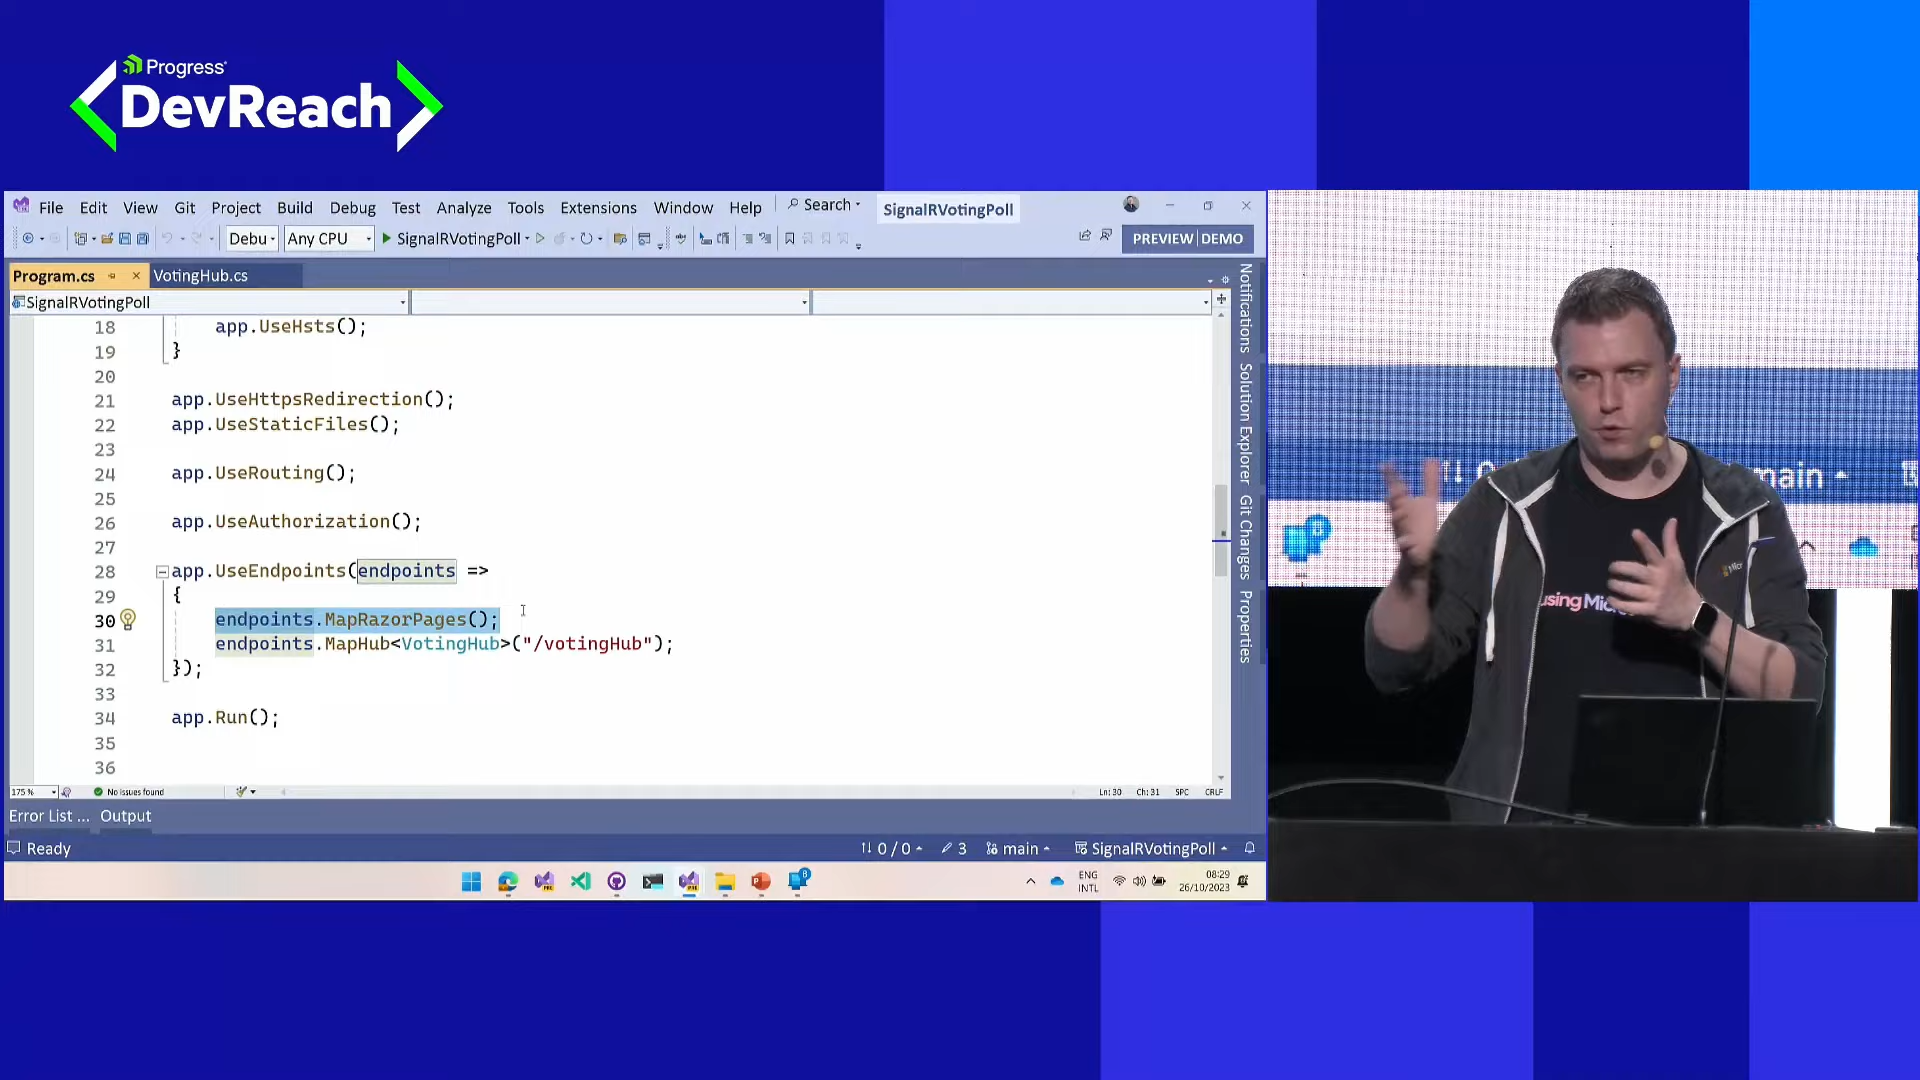 Progress
DevReach
File Edit View Git Project Build Debug Test Analyze Tools Extensions Window Help Search SignalRVotingPoll
Debu Any CPU SignalRVotingPoll PREVIEW DEMO
Program.cs VotingHub.cs
SignalRVotingPoll
18 app.UseHsts();
19 }
20
21 app.UseHttpsRedirection();
22 app.UseStaticFiles();
23
24 app.UseRouting();
25
26 app.UseAuthorization();
27
28 app.UseEndpoints(endpoints =>
29 {
30 endpoints.MapRazorPages();
31 endpoints.MapHub<VotingHub>("/votingHub");
32 });
33
34 app.Run();
35
36
175 % No issues found Ln: 30 Ch: 31 SPC CRLF
Error List ... Output
Ready 0 / 0 3 main SignalRVotingPoll
ENG
INTL
08:29
26/10/2023
8
Notifications
Solution Explorer
Git Changes
Properties
main
8
using